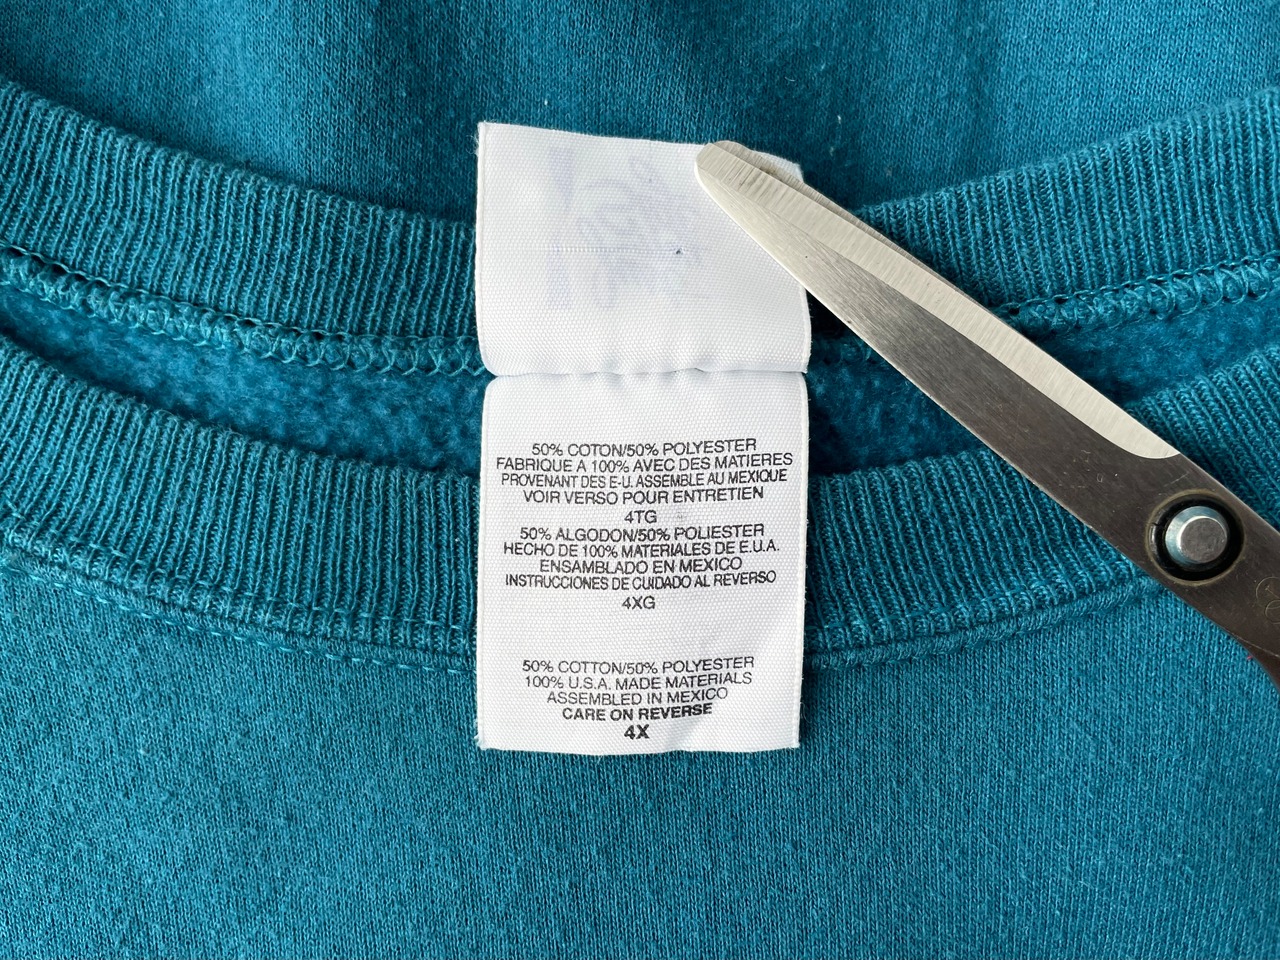 50% COTON/50% POLYESTER
FABRIQUE A 100% AVEC DES MATIERES
PROVENANT DES E-U. ASSEMBLE AU MEXIQUE
VOIR VERSO POUR ENTRETIEN
4TG
50% ALGODON/50% POLIESTER
HECHO DE 100% MATERIALES DE E.U.A.
ENSAMBLADO EN MEXICO
INSTRUCCIONES DE CUIDADO AL REVERSO
4XG
50% COTTON/50% POLYESTER
100% U.S.A. MADE MATERIALS
ASSEMBLED IN MEXICO
CARE ON REVERSE
4X